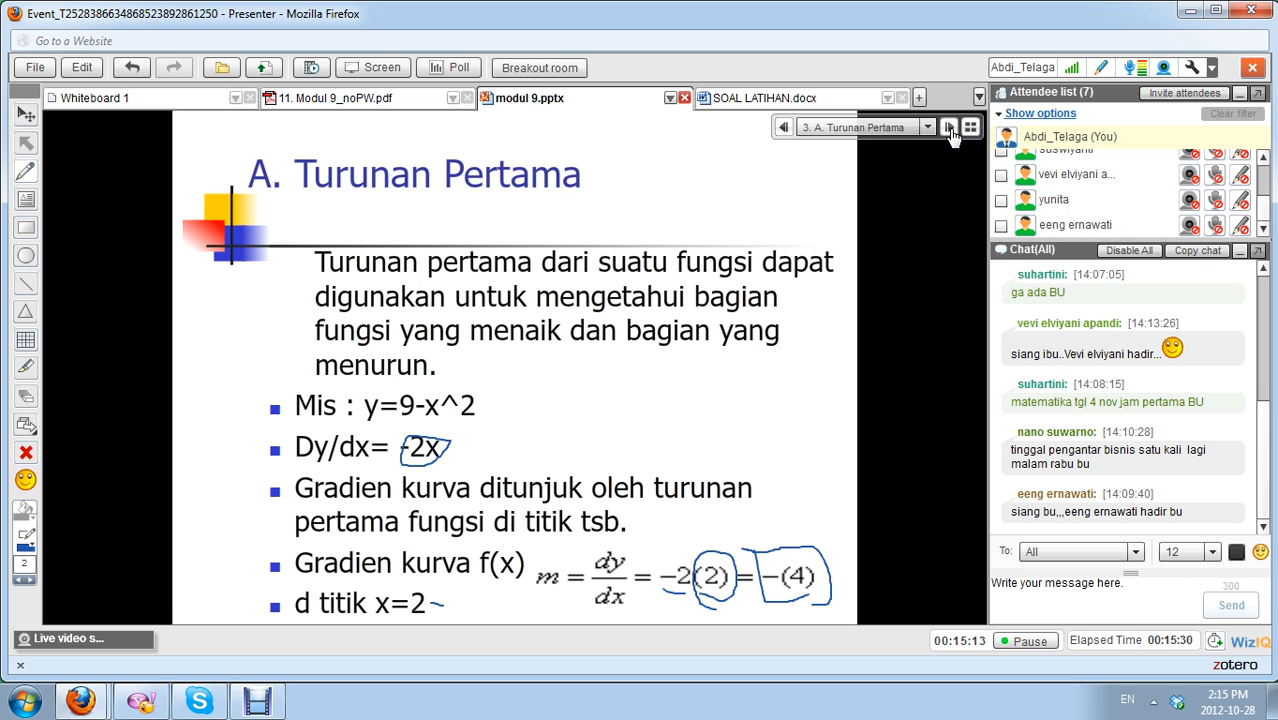 Event_T2528386634868523892861250 - Presenter - Mozilla Firefox
Go to a Website
File Edit Screen Poll Breakout room
Abdi_Telaga
Whiteboard 1
11. Modul 9_noPW.pdf
modul 9.pptx
SOAL LATIHAN.docx
3. A. Turunan Pertama
A. Turunan Pertama
Turunan pertama dari suatu fungsi dapat
digunakan untuk mengetahui bagian
fungsi yang menaik dan bagian yang
menurun.
Mis : y=9-x^2
Dy/dx= -2x
Gradien kurva ditunjuk oleh turunan
pertama fungsi di titik tsb.
Gradien kurva f(x) m = dy/dx = -2(2) = -(4)
d titik x=2
2
Attendee list (7)
Invite attendees
Show options
Clear filter
Abdi_Telaga (You)
suswiyanti
vevi elviyani a...
yunita
eeng ernawati
Chat(All)
Disable All
Copy chat
suhartini: [14:07:05]
ga ada BU
vevi elviyani apandi: [14:13:26]
siang ibu..Vevi elviyani hadir...
suhartini: [14:08:15]
matematika tgl 4 nov jam pertama BU
nano suwarno: [14:10:28]
tinggal pengantar bisnis satu kali lagi
malam rabu bu
eeng ernawati: [14:09:40]
siang bu,,,eeng ernawati hadir bu
To: All 12
Write your message here.
300
Send
Live video s...
00:15:13 Pause Elapsed Time 00:15:30 WizIQ
zotero
EN
2:15 PM
2012-10-28